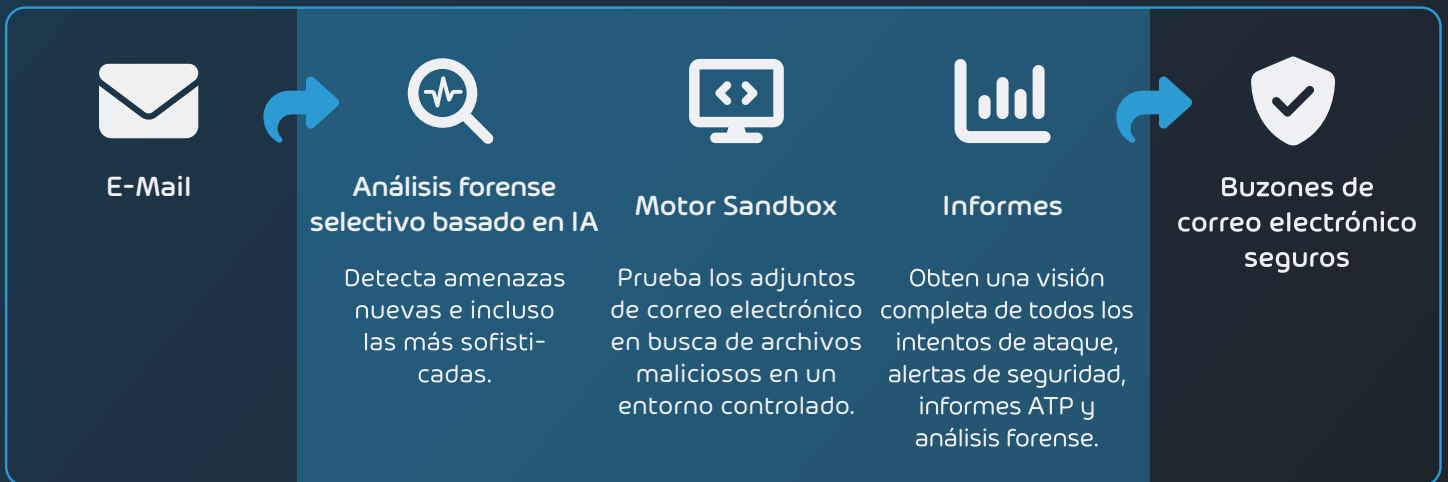 E-Mail
Análisis forense
selectivo basado en IA
Detecta amenazas
nuevas e incluso
las más sofisti-
cadas.
Motor Sandbox
Prueba los adjuntos
de correo electrónico
en busca de archivos
maliciosos en un
entorno controlado.
Informes
Obten una visión
completa de todos los
intentos de ataque,
alertas de seguridad,
informes ATP y
análisis forense.
Buzones de
correo electrónico
seguros